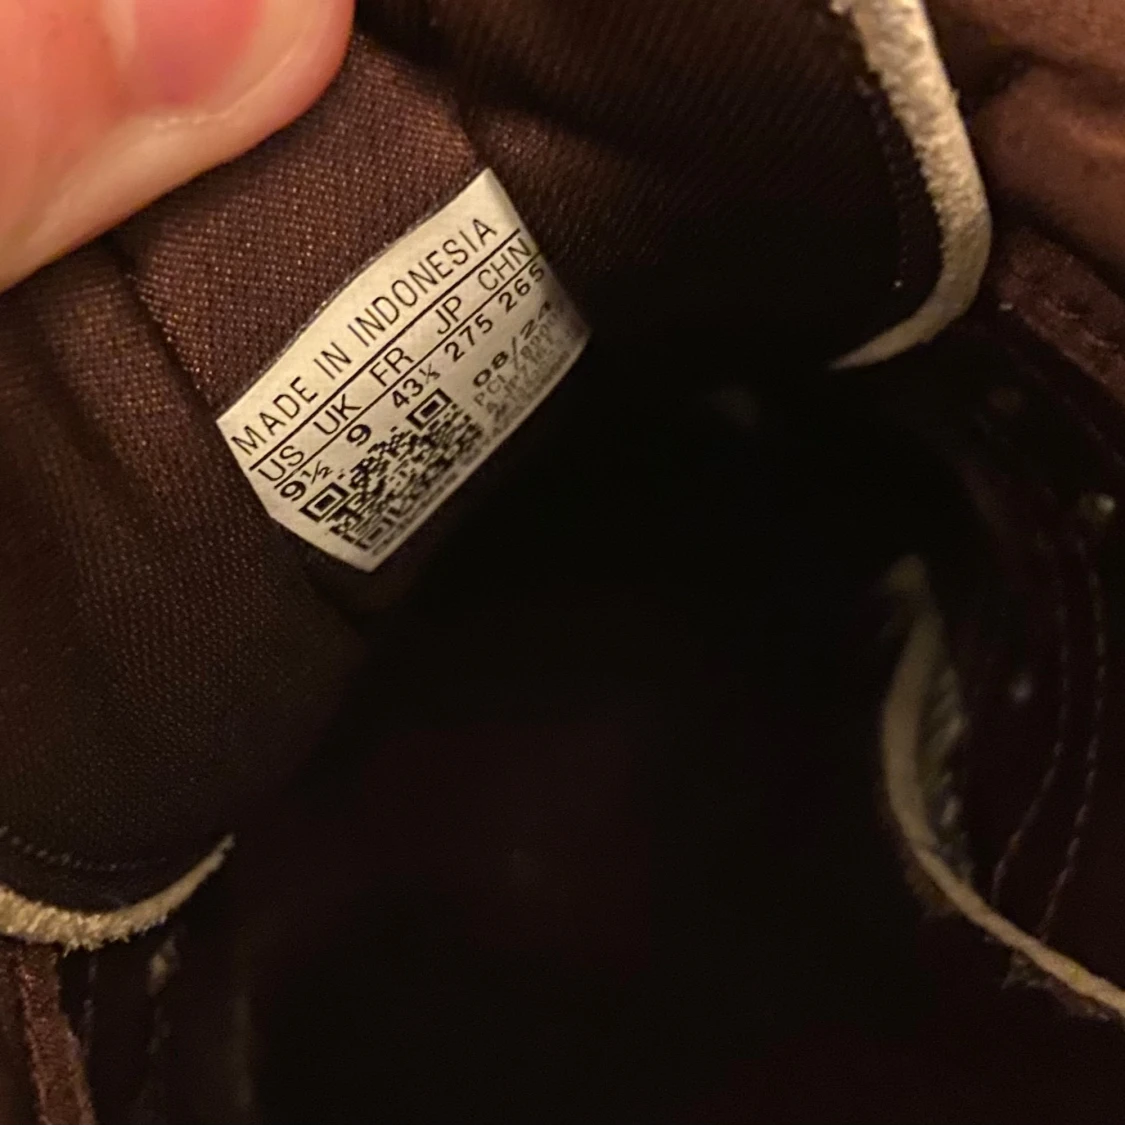 MADE IN INDONESIA
US UK FR JP CHN
9½ 9 43⅓ 275 265
08/24